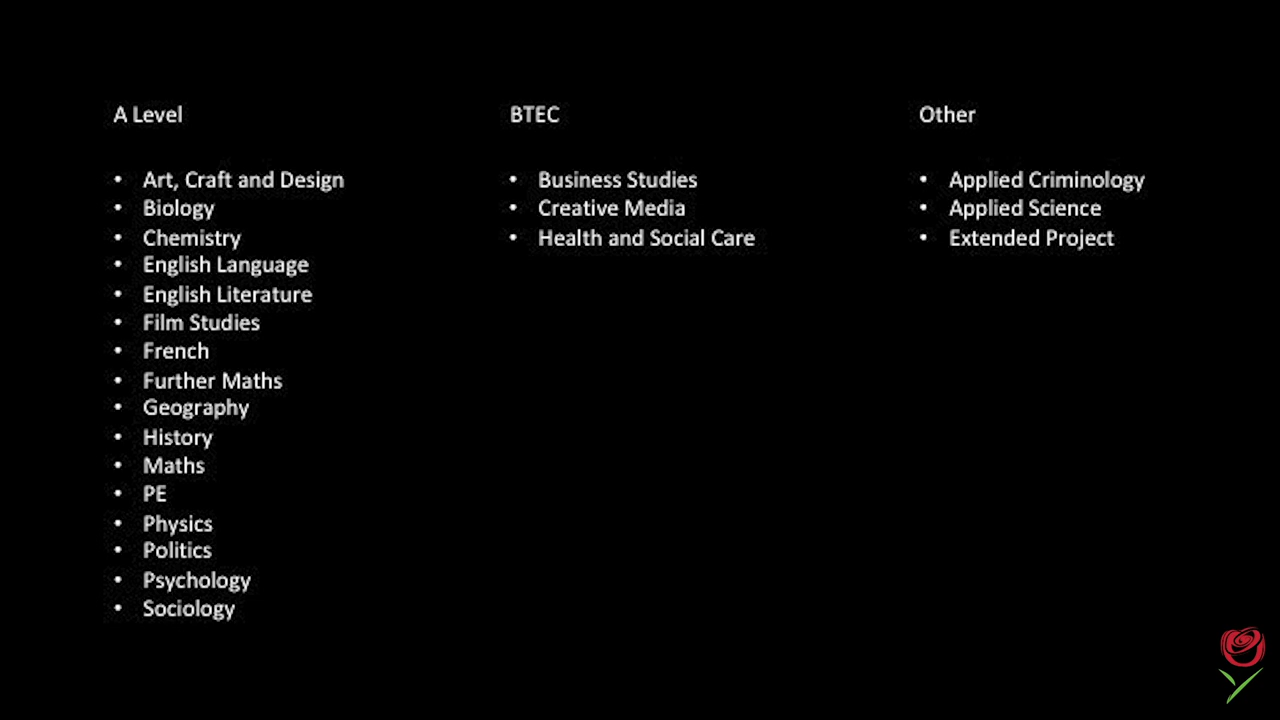 A Level
• Art, Craft and Design
• Biology
• Chemistry
• English Language
• English Literature
• Film Studies
• French
• Further Maths
• Geography
• History
• Maths
• PE
• Physics
• Politics
• Psychology
• Sociology
BTEC
• Business Studies
• Creative Media
• Health and Social Care
Other
• Applied Criminology
• Applied Science
• Extended Project